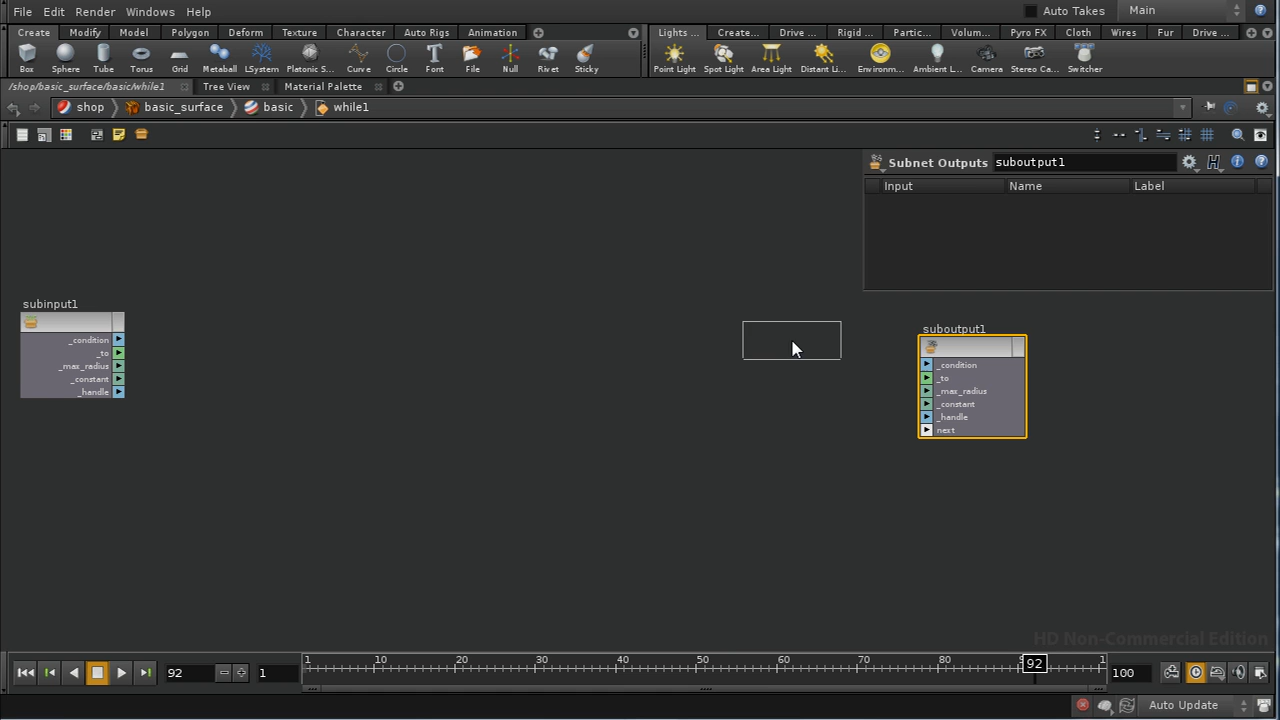 File Edit Render Windows Help Auto Takes Main
Create Modify Model Polygon Deform Texture Character Auto Rigs Animation Lights ... Create... Drive ... Rigid ... Partic... Volum... Pyro FX Cloth Wires Fur Drive ...
Box Sphere Tube Torus Grid Metaball LSystem Platonic S... Curve Circle Font File Null Rivet Sticky Point Light Spot Light Area Light Distant Li... Environm... Ambient L... Camera Stereo Ca... Switcher
/shop/basic_surface/basic/while1 Tree View Material Palette
shop basic_surface basic while1
Subnet Outputs suboutput1
Input Name Label
subinput1
_condition
_to
_max_radius
_constant
_handle
suboutput1
_condition
_to
_max_radius
_constant
_handle
next
HD Non-Commercial Edition
92 1 1 10 20 30 40 50 60 70 80 92 1 100
Auto Update